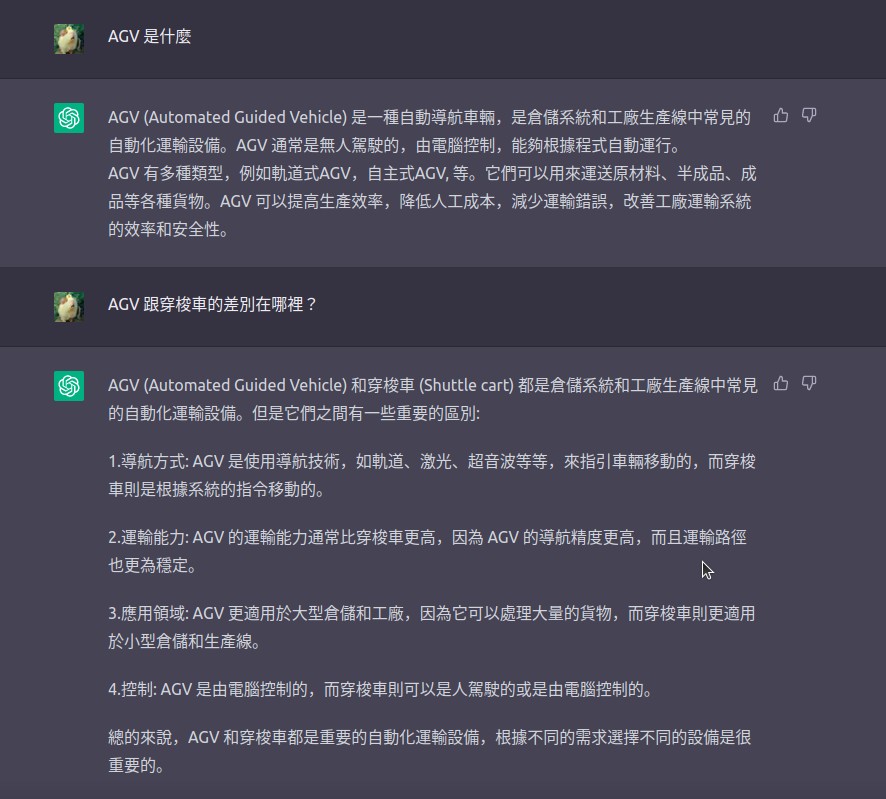 AGV 是什麼
AGV (Automated Guided Vehicle) 是一種自動導航車輛，是倉儲系統和工廠生產線中常見的
自動化運輸設備。AGV 通常是無人駕駛的，由電腦控制，能夠根據程式自動運行。
AGV 有多種類型，例如軌道式AGV，自主式AGV, 等。它們可以用來運送原材料、半成品、成
品等各種貨物。AGV 可以提高生產效率，降低人工成本，減少運輸錯誤，改善工廠運輸系統
的效率和安全性。
AGV 跟穿梭車的差別在哪裡？
AGV (Automated Guided Vehicle) 和穿梭車 (Shuttle cart) 都是倉儲系統和工廠生產線中常見
的自動化運輸設備。但是它們之間有一些重要的區別:
1.導航方式: AGV 是使用導航技術，如軌道、激光、超音波等等，來指引車輛移動的，而穿梭
車則是根據系統的指令移動的。
2.運輸能力: AGV 的運輸能力通常比穿梭車更高，因為 AGV 的導航精度更高，而且運輸路徑
也更為穩定。
3.應用領域: AGV 更適用於大型倉儲和工廠，因為它可以處理大量的貨物，而穿梭車則更適用
於小型倉儲和生產線。
4.控制: AGV 是由電腦控制的，而穿梭車則可以是人駕駛的或是由電腦控制的。
總的來說，AGV 和穿梭車都是重要的自動化運輸設備，根據不同的需求選擇不同的設備是很
重要的。